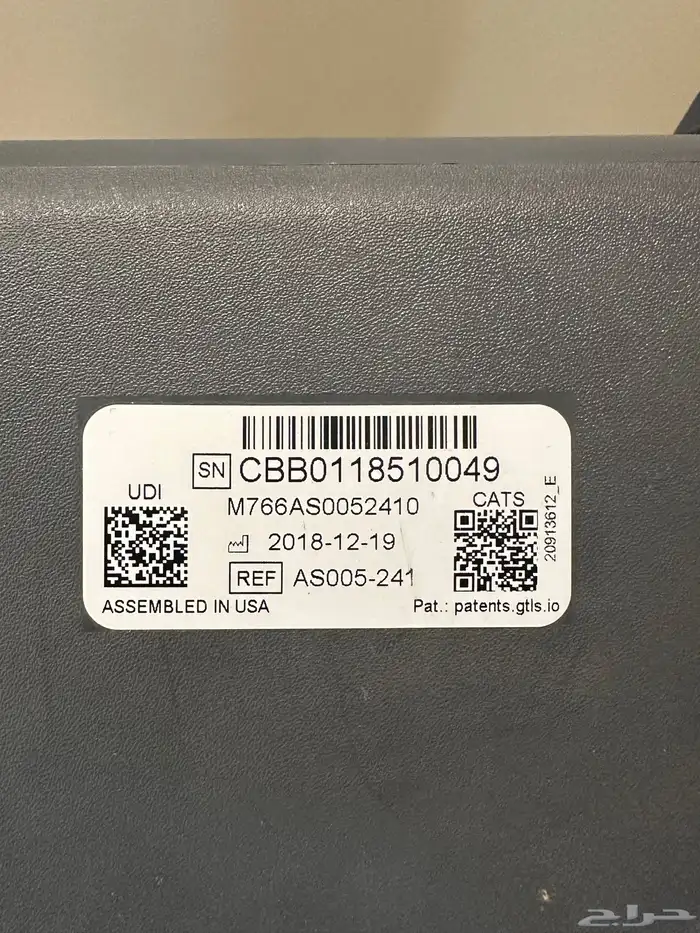 SN CBB0118510049
UDI
M766AS0052410
CATS
2018-12-19
20913612_E
REF AS005-241
ASSEMBLED IN USA
Pat.: patents.gtls.io
حراج